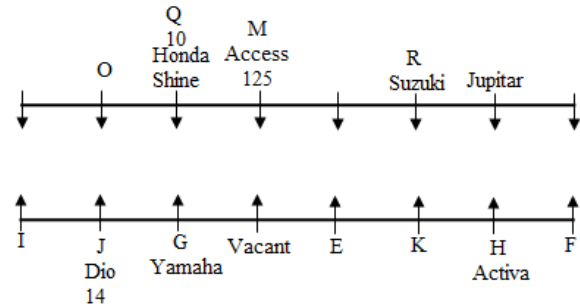 O
Q
10
Honda
Shine
M
Access
125
R
Suzuki
Jupitar
I
J
Dio
14
G
Yamaha
Vacant
E
K
H
Activa
F